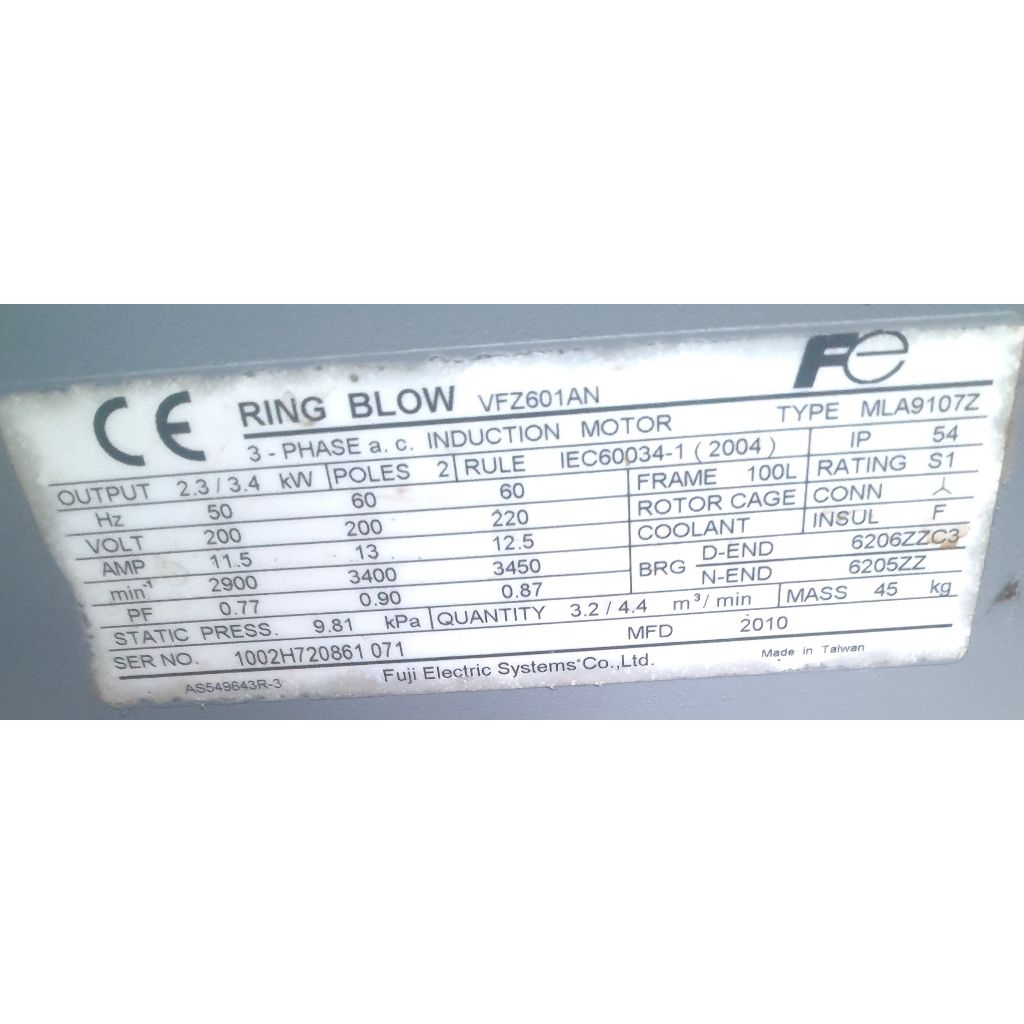 CE RING BLOW VFZ601AN Fe
3 - PHASE a. c. INDUCTION MOTOR TYPE MLA9107Z
OUTPUT 2.3 / 3.4 kW POLES 2 RULE IEC60034-1 ( 2004 ) IP 54
Hz 50 60 60 FRAME 100L RATING S1
VOLT 200 200 220 ROTOR CAGE CONN
AMP 11.5 13 12.5 COOLANT INSUL F
min-1 2900 3400 3450 BRG D-END 6206ZZC3
PF 0.77 0.90 0.87 N-END 6205ZZ
STATIC PRESS. 9.81 kPa QUANTITY 3.2 / 4.4 m³/ min MASS 45 kg
SER NO. 1002H720861 071 MFD 2010
AS549643R-3 Fuji Electric Systems Co.,Ltd. Made in Taiwan